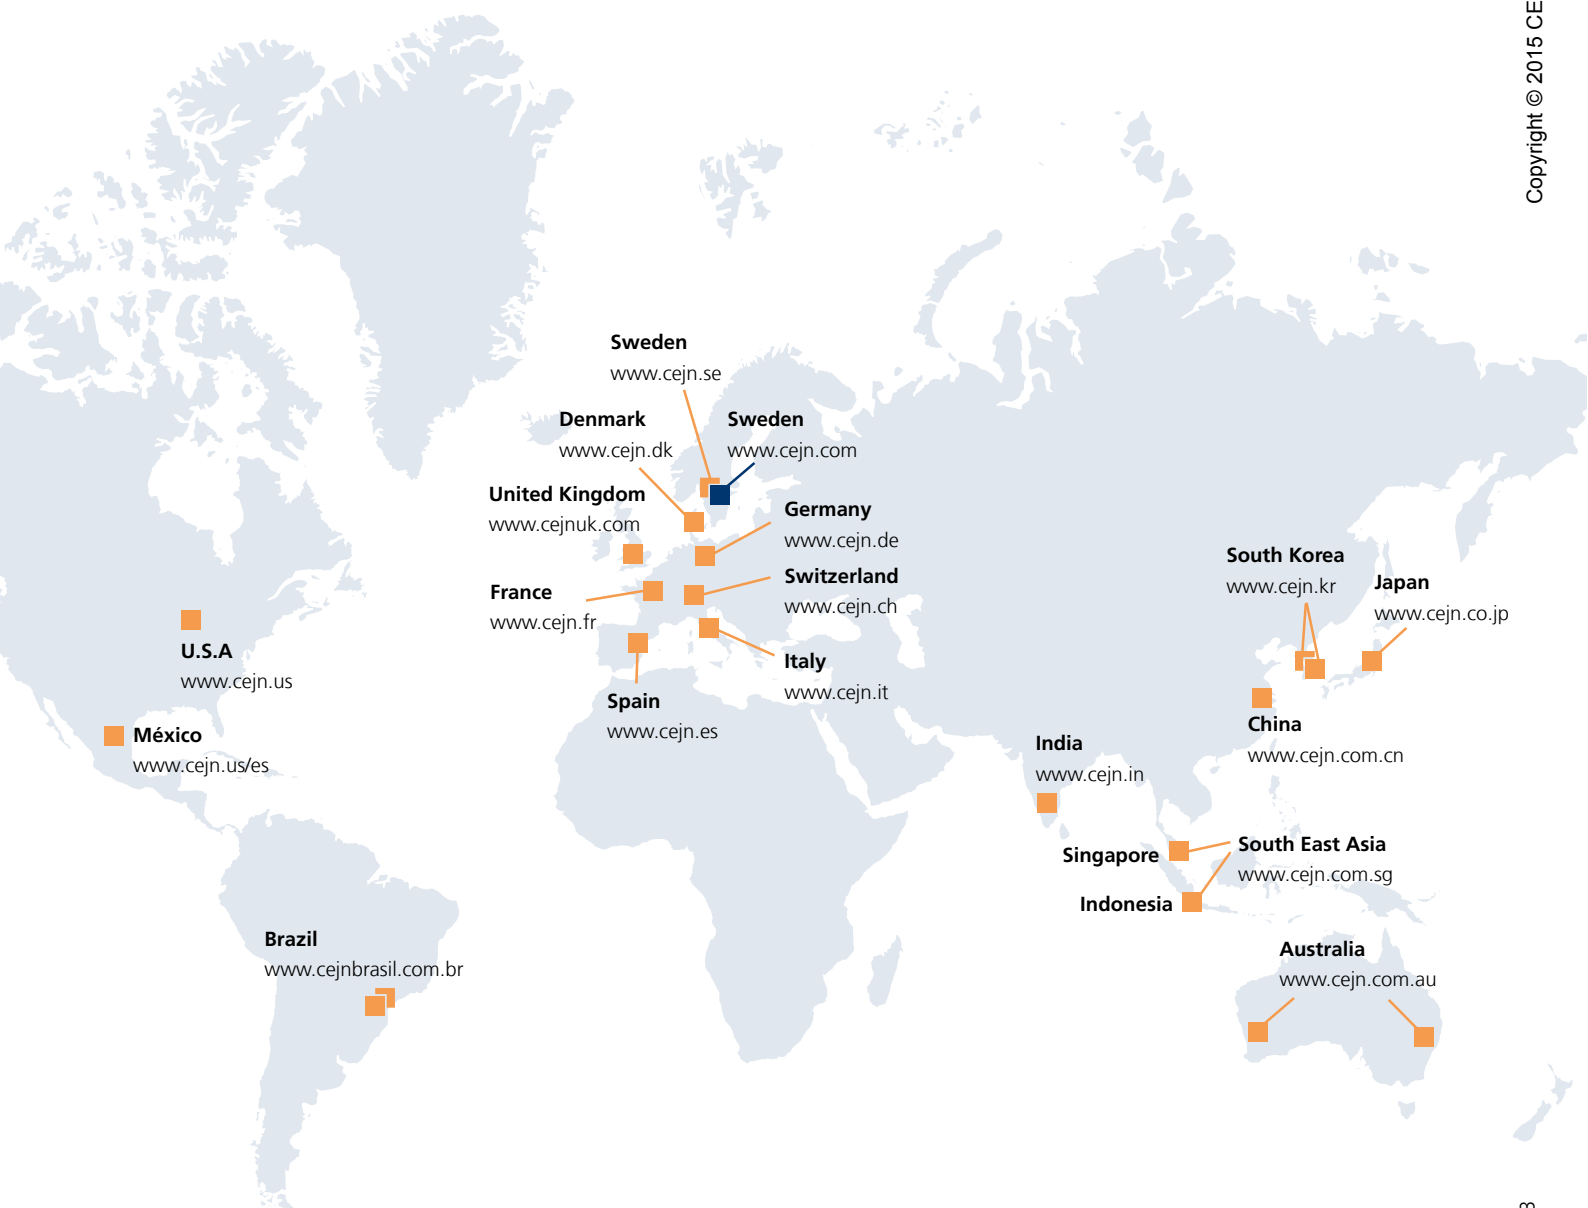 Copyright © 2015 CE
Sweden
www.cejn.se
Denmark
www.cejn.dk
Sweden
www.cejn.com
United Kingdom
www.cejnuk.com
Germany
www.cejn.de
Switzerland
www.cejn.ch
France
www.cejn.fr
Italy
www.cejn.it
Spain
www.cejn.es
U.S.A
www.cejn.us
México
www.cejn.us/es
South Korea
www.cejn.kr
Japan
www.cejn.co.jp
China
www.cejn.com.cn
India
www.cejn.in
Singapore
South East Asia
www.cejn.com.sg
Indonesia
Brazil
www.cejnbrasil.com.br
Australia
www.cejn.com.au